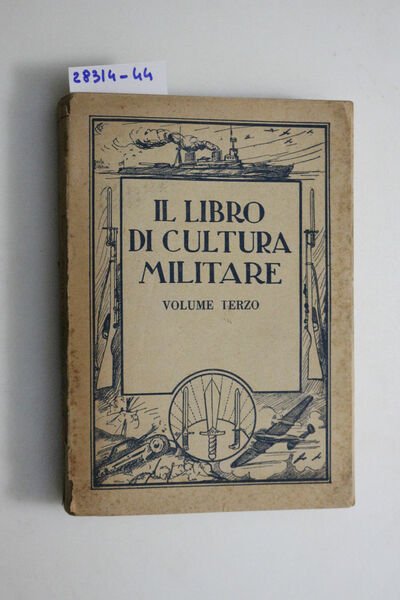 28314-44
IL LIBRO
DI CULTURA
MILITARE
VOLUME TERZO